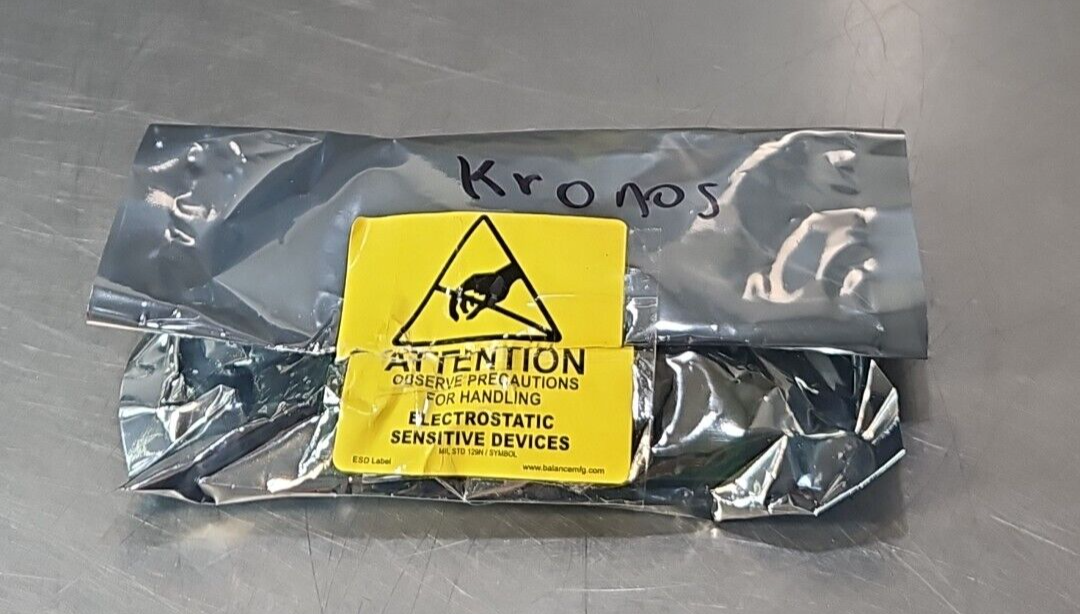 Kronos
ATTENTION
OBSERVE PRECAUTIONS
FOR HANDLING
ELECTROSTATIC
SENSITIVE DEVICES
MIL STD 129N / SYMBOL
ESD Label
www.balancemfg.com